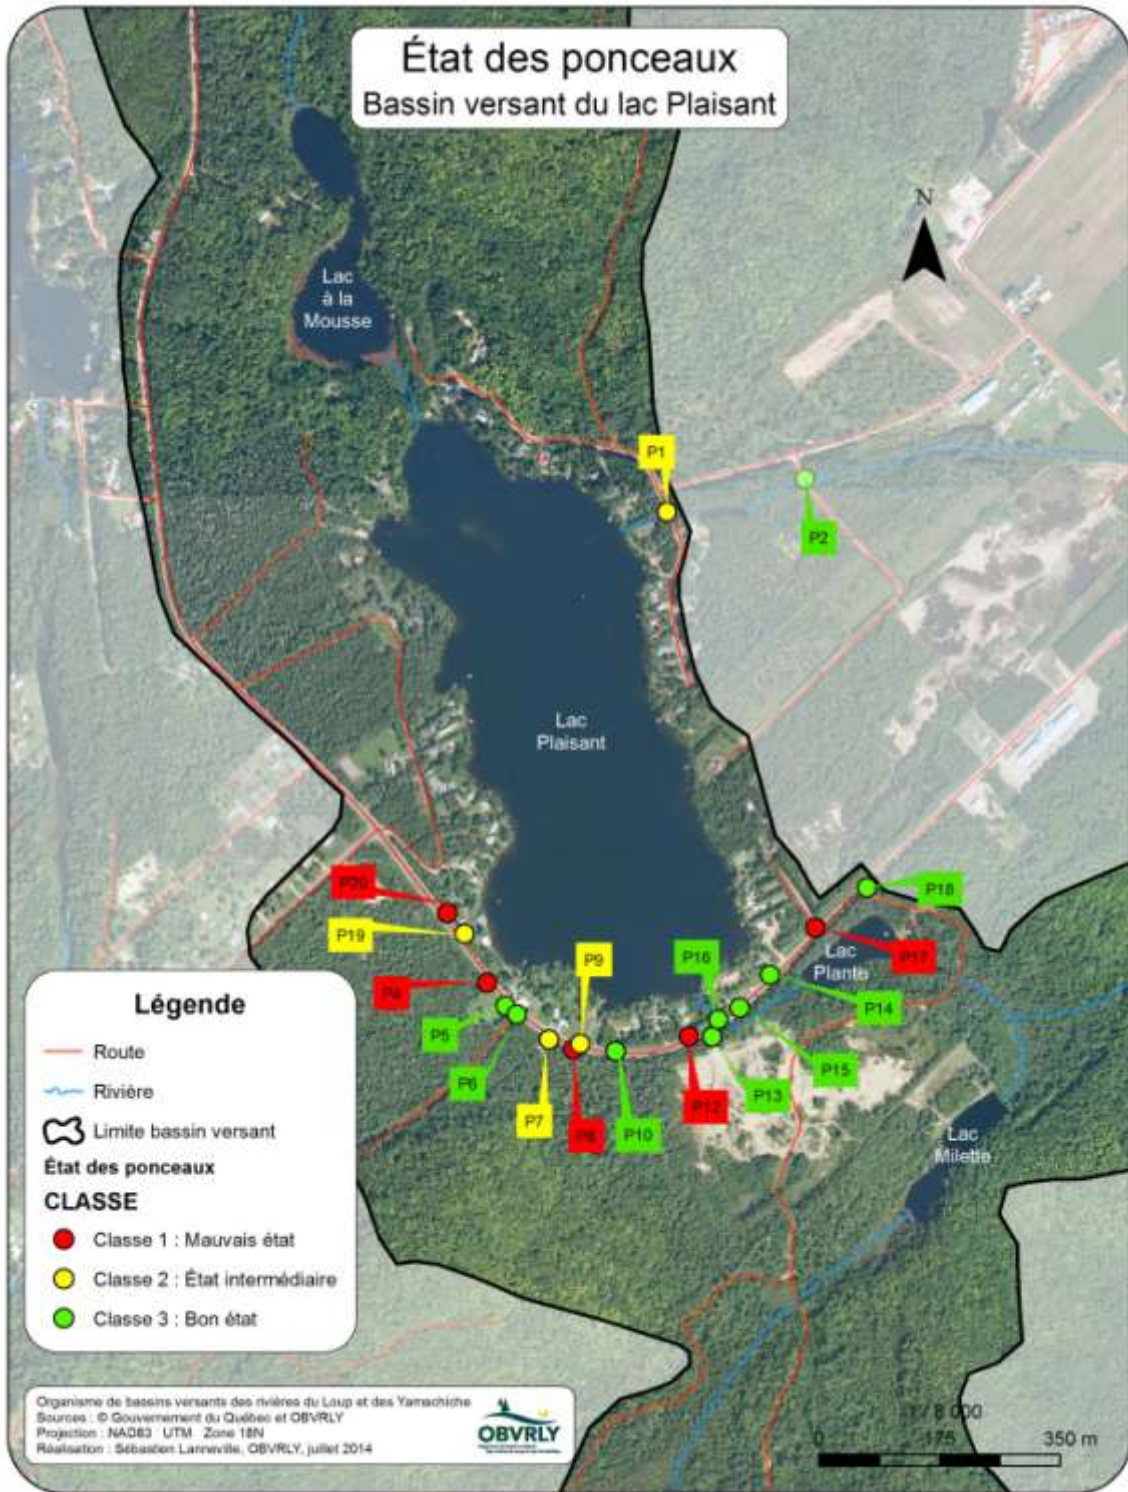 État des ponceaux
Bassin versant du lac Plaisant
N
Lac
à la
Mousse
P1
P2
Lac
Plaisant
P20
P19
P18
P17
P9
P16
Lac
Plante
P14
P5
P6
P15
P13
P7
P10
P12
Lac
Milette
Légende
Route
Rivière
Limite bassin versant
État des ponceaux
CLASSE
Classe 1 : Mauvais état
Classe 2 : État intermédiaire
Classe 3 : Bon état
Organisme de bassins versants des rivières du Loup et des Yamachiche
Sources : © Gouvernement du Québec et OBVRLY
Projection : NAD83 UTM Zone 18N
Réalisation : Sébastien Lanneville, OBVRLY, juillet 2014
OBVRLY
1 / 8 000
0 175 350 m